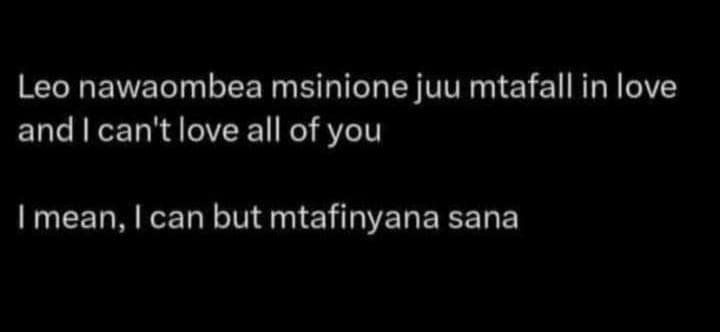 Leo nawaombea msinione juu mtafall in love
and I can't love all of you
I mean, I can but mtafinyana sana